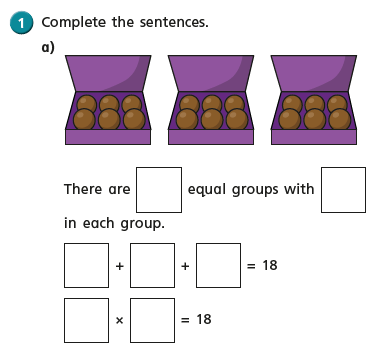 1 Complete the sentences.
a)
There are equal groups with
in each group.
+ + = 18
× = 18